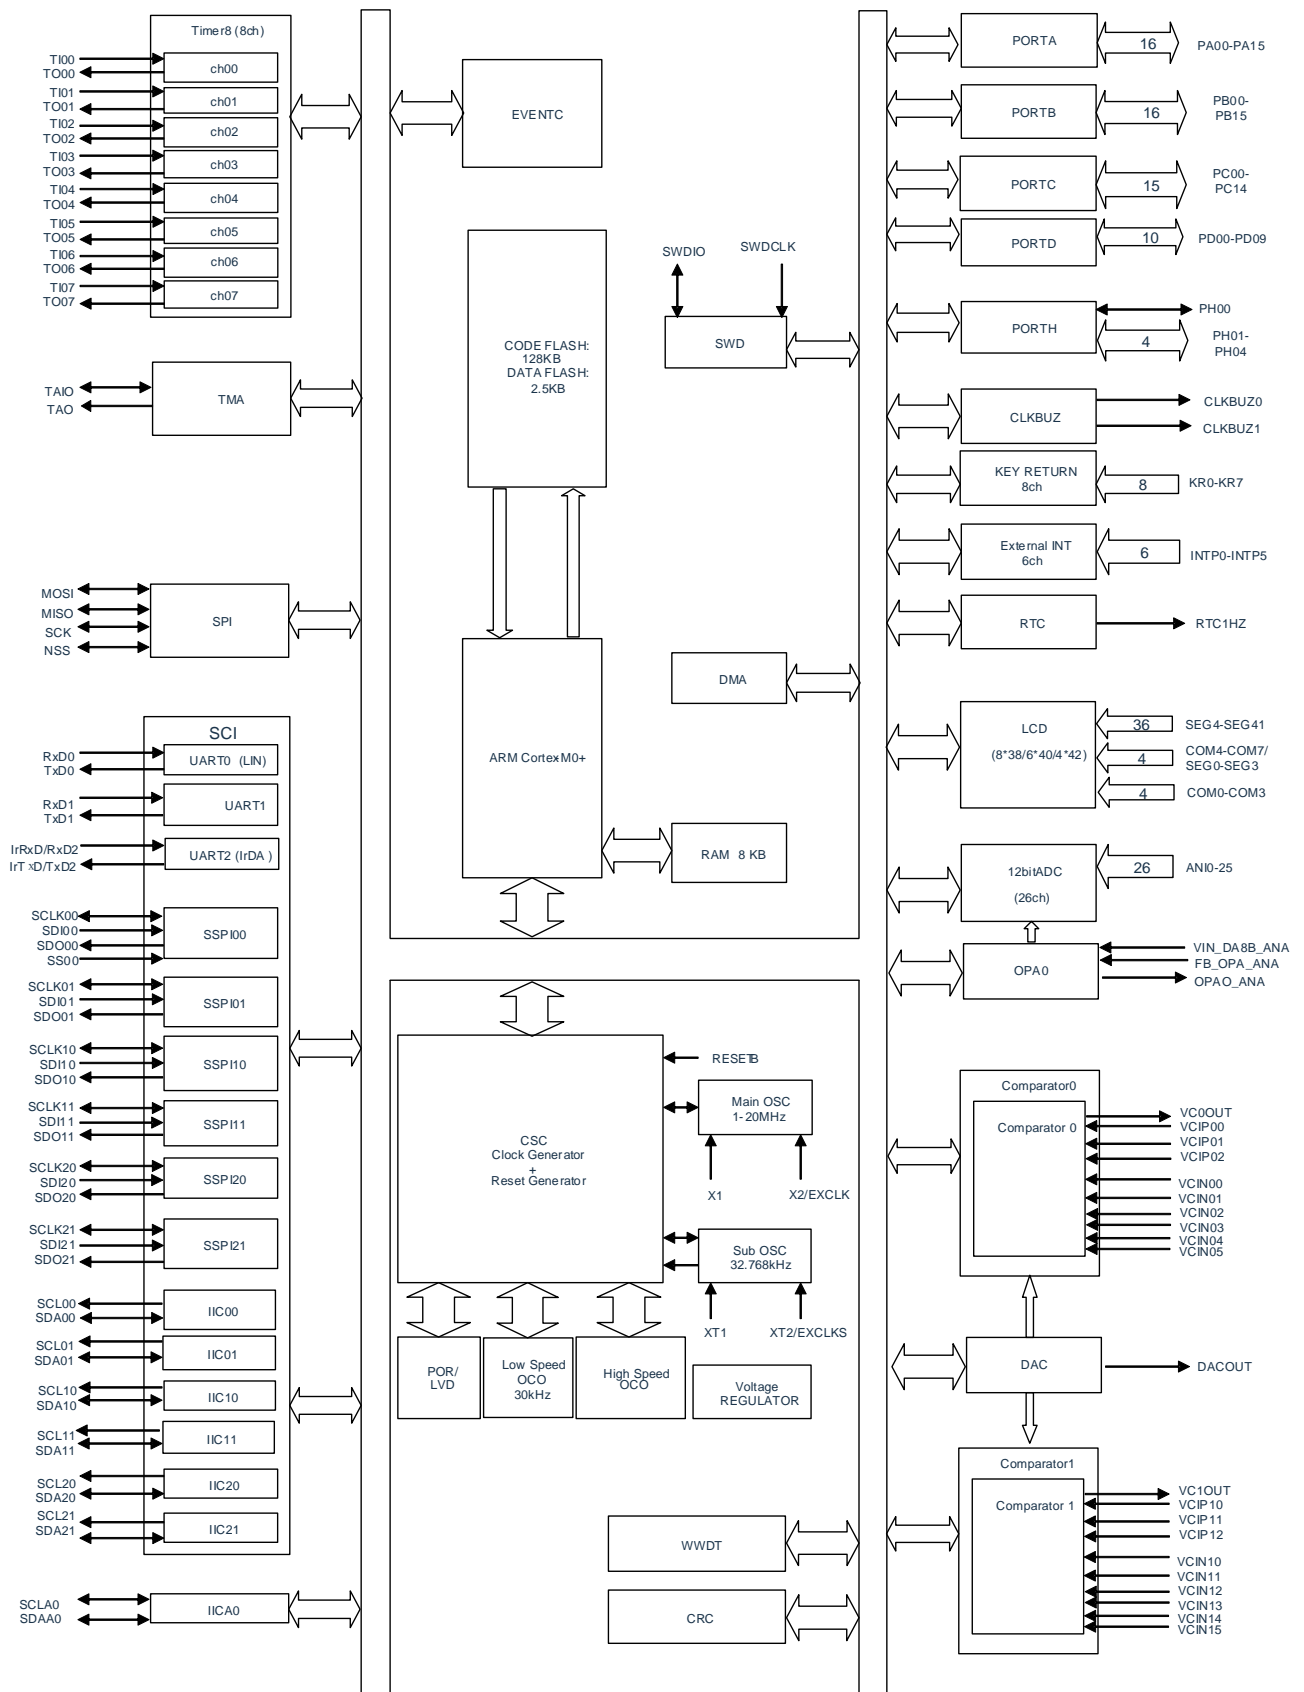 Timer8 (8ch)
TI00
TO00
ch00
TI01
TO01
ch01
TI02
TO02
ch02
TI03
TO03
ch03
TI04
TO04
ch04
TI05
TO05
ch05
TI06
TO06
ch06
TI07
TO07
ch07
TAIO
TAO
TMA
MOSI
MISO
SCK
NSS
SPI
SCI
RxD0
TxD0
UART0 (LIN)
RxD1
TxD1
UART1
IrRxD/RxD2
IrTxD/TxD2
UART2 (IrDA )
SCLK00
SDI00
SDO00
SS00
SSPI00
SCLK01
SDI01
SDO01
SSPI01
SCLK10
SDI10
SDO10
SSPI10
SCLK11
SDI11
SDO11
SSPI11
SCLK20
SDI20
SDO20
SSPI20
SCLK21
SDI21
SDO21
SSPI21
SCL00
SDA00
IIC00
SCL01
SDA01
IIC01
SCL10
SDA10
IIC10
SCL11
SDA11
IIC11
SCL20
SDA20
IIC20
SCL21
SDA21
IIC21
SCLA0
SDAA0
IICA0
EVENTC
CODE FLASH:
128KB
DATA FLASH:
2.5KB
SWDIO
SWDCLK
SWD
DMA
ARM Cortex-M0+
RAM 8 KB
CSC
Clock Generator
+
Reset Generator
RESETB
Main OSC
1-20MHz
X1
X2/EXCLK
Sub OSC
32.768kHz
XT1
XT2/EXCLKS
POR/
LVD
Low Speed
OCO
30kHz
High Speed
OCO
Voltage
REGULATOR
WWDT
CRC
PORTA
16
PA00-PA15
PORTB
16
PB00-
PB15
PORTC
15
PC00-
PC14
PORTD
10
PD00-PD09
PORTH
PH00
4
PH01-
PH04
CLKBUZ
CLKBUZ0
CLKBUZ1
KEY RETURN
8ch
8
KR0-KR7
External INT
6ch
6
INTP0-INTP5
RTC
RTC1HZ
LCD
(8*38/6*40/4*42)
36
SEG4-SEG41
4
COM4-COM7/
SEG0-SEG3
4
COM0-COM3
12bitADC
(26ch)
26
ANI0-25
OPA0
VIN_DA8B_ANA
FB_OPA_ANA
OPAO_ANA
Comparator0
Comparator 0
VC0OUT
VCIP00
VCIP01
VCIP02
VCIN00
VCIN01
VCIN02
VCIN03
VCIN04
VCIN05
DAC
DACOUT
Comparator1
Comparator 1
VC1OUT
VCIP10
VCIP11
VCIP12
VCIN10
VCIN11
VCIN12
VCIN13
VCIN14
VCIN15